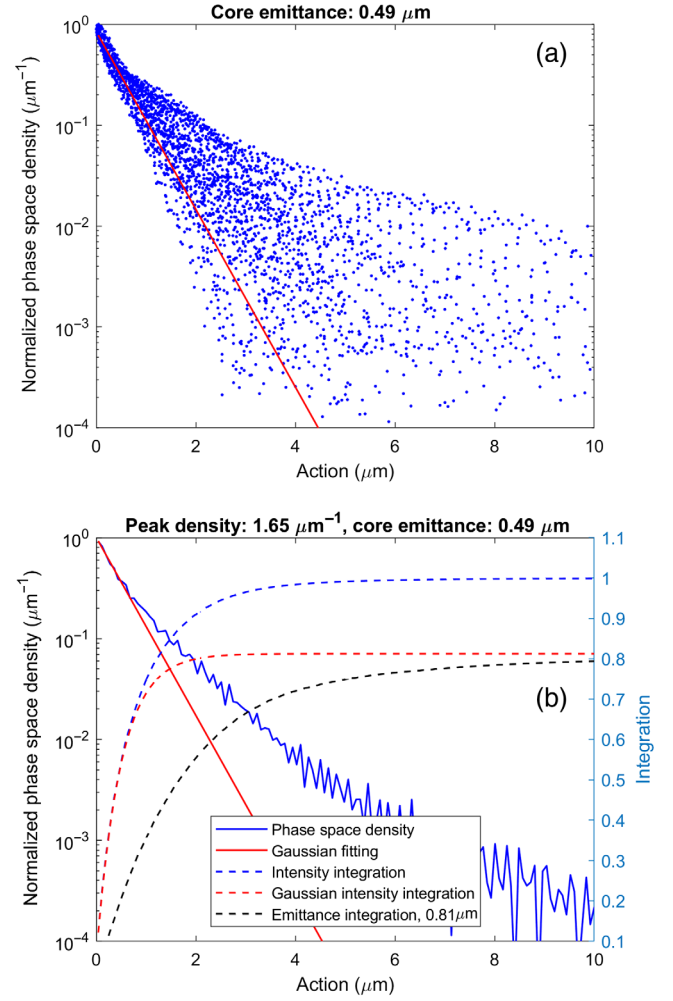 Core emittance: 0.49 μm
(a)
Normalized phase space density (μm⁻¹)
10⁰
10⁻¹
10⁻²
10⁻³
10⁻⁴
0 2 4 6 8 10
Action (μm)
Peak density: 1.65 μm⁻¹, core emittance: 0.49 μm
(b)
Normalized phase space density (μm⁻¹)
10⁰
10⁻¹
10⁻²
10⁻³
10⁻⁴
1.1
1
0.9
0.8
0.7
0.6
0.5
0.4
0.3
0.2
0.1
Integration
Phase space density
Gaussian fitting
Intensity integration
Gaussian intensity integration
Emittance integration, 0.81μm
0 2 4 6 8 10
Action (μm)